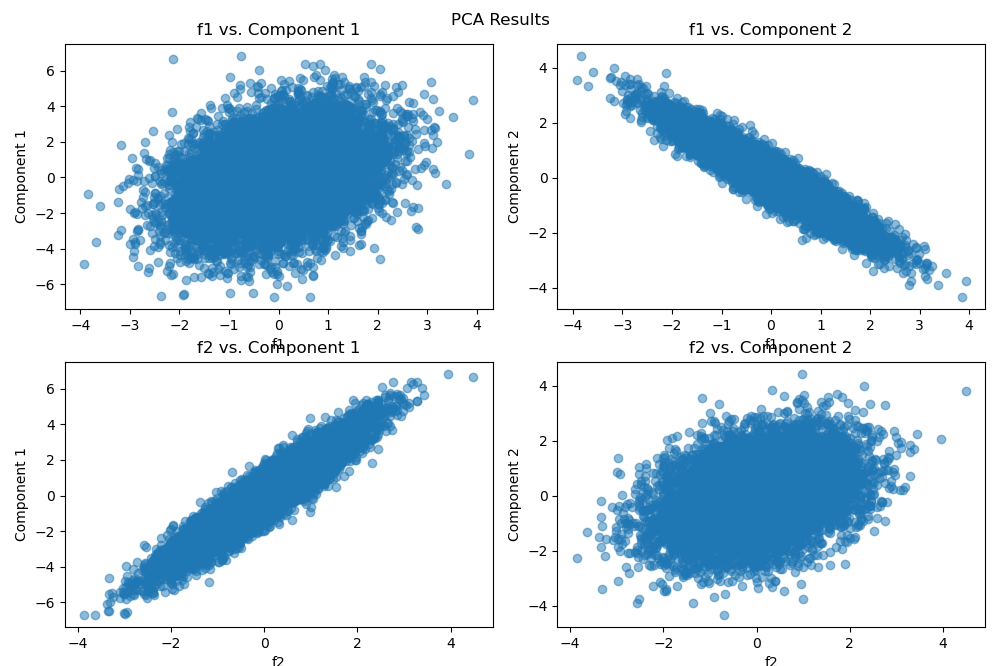 PCA Results
f1 vs. Component 1
Component 1
6
4
2
0
−2
−4
−6
−4 −3 −2 −1 0 1 2 3 4
f1
f1 vs. Component 2
Component 2
4
2
0
−2
−4
−4 −3 −2 −1 0 1 2 3 4
f1
f2 vs. Component 1
Component 1
6
4
2
0
−2
−4
−6
−4 −2 0 2 4
f2
f2 vs. Component 2
Component 2
4
2
0
−2
−4
−4 −2 0 2 4
f2